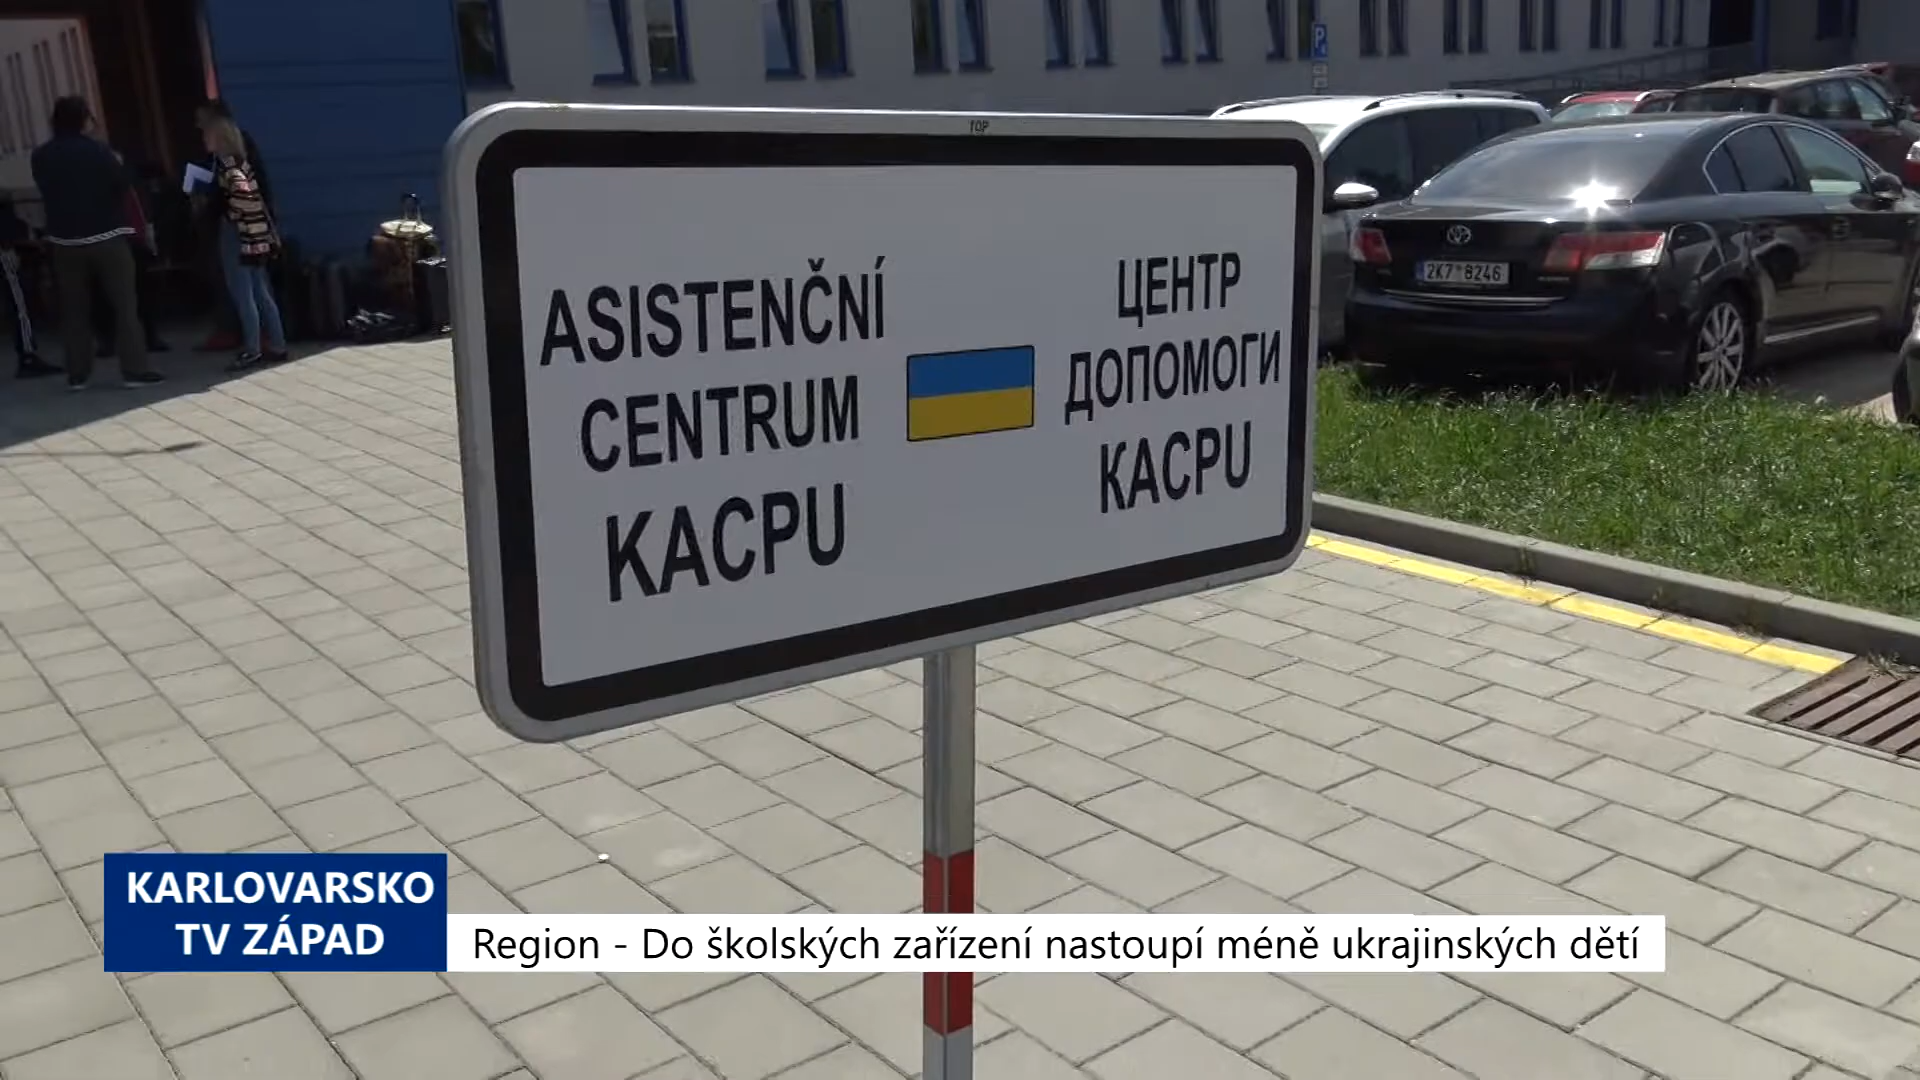 TOP
ASISTENČNÍ
CENTRUM
KACPU
ЦЕНТР
ДОПОМОГИ
KACPU
P
2K7 8246
KARLOVARSKO
TV ZÁPAD
Region - Do školských zařízení nastoupí méně ukrajinských dětí